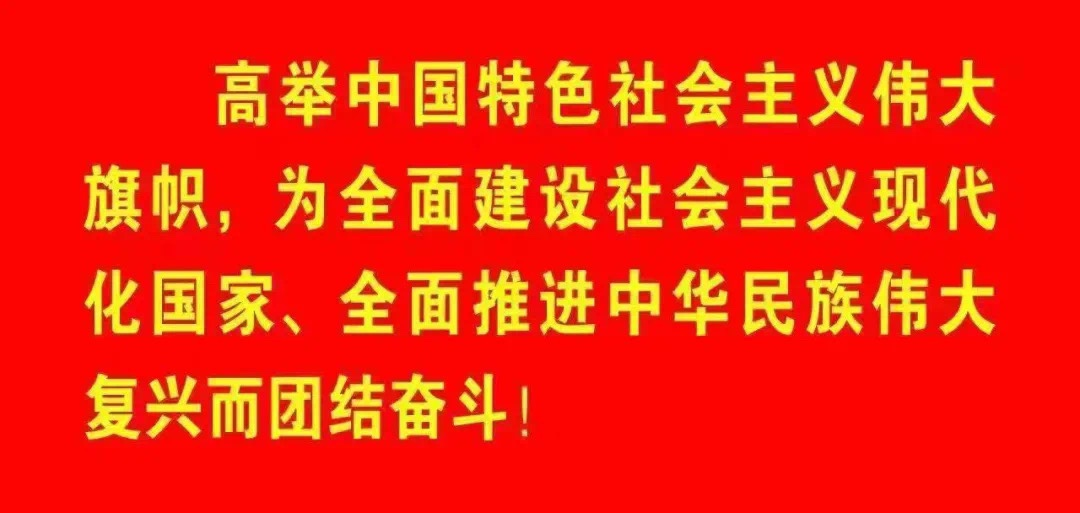 高举中国特色社会主义伟大
旗帜，为全面建设社会主义现代
化国家、全面推进中华民族伟大
复兴而团结奋斗！